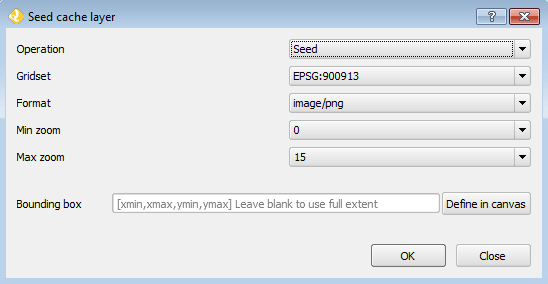 Seed cache layer
Operation Seed
Gridset EPSG:900913
Format image/png
Min zoom 0
Max zoom 15
Bounding box [xmin,xmax,ymin,ymax] Leave blank to use full extent Define in canvas
OK Close